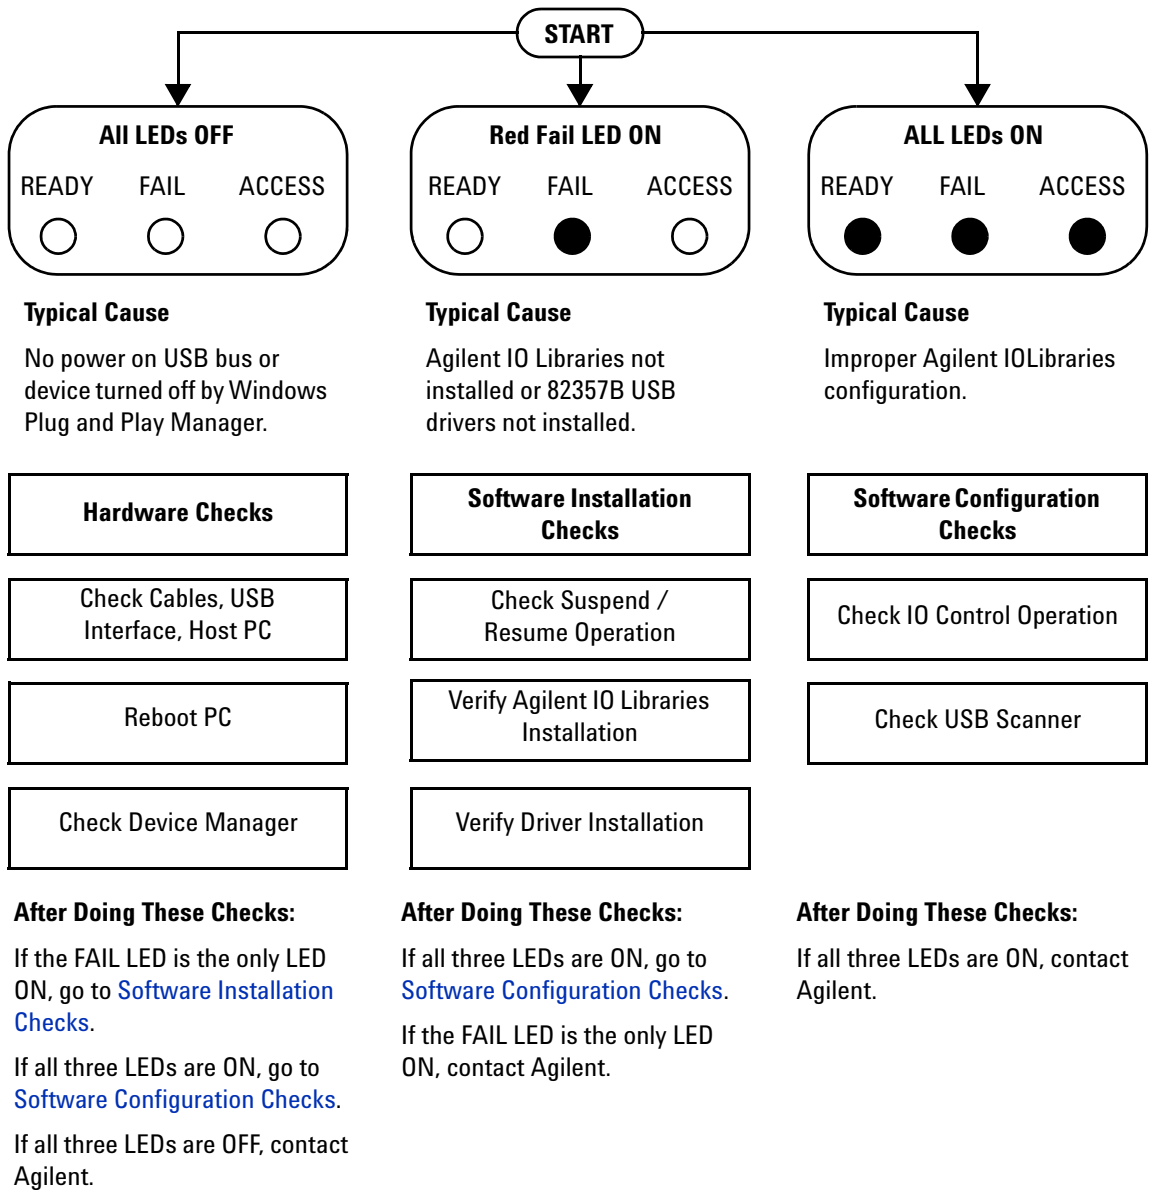 START
All LEDs OFF
READY FAIL ACCESS
Typical Cause
No power on USB bus or
device turned off by Windows
Plug and Play Manager.
Hardware Checks
Check Cables, USB
Interface, Host PC
Reboot PC
Check Device Manager
After Doing These Checks:
If the FAIL LED is the only LED
ON, go to Software Installation
Checks.
If all three LEDs are ON, go to
Software Configuration Checks.
If all three LEDs are OFF, contact
Agilent.
Red Fail LED ON
READY FAIL ACCESS
Typical Cause
Agilent IO Libraries not
installed or 82357B USB
drivers not installed.
Software Installation
Checks
Check Suspend /
Resume Operation
Verify Agilent IO Libraries
Installation
Verify Driver Installation
After Doing These Checks:
If all three LEDs are ON, go to
Software Configuration Checks.
If the FAIL LED is the only LED
ON, contact Agilent.
ALL LEDs ON
READY FAIL ACCESS
Typical Cause
Improper Agilent IOLibraries
configuration.
Software Configuration
Checks
Check IO Control Operation
Check USB Scanner
After Doing These Checks:
If all three LEDs are ON, contact
Agilent.